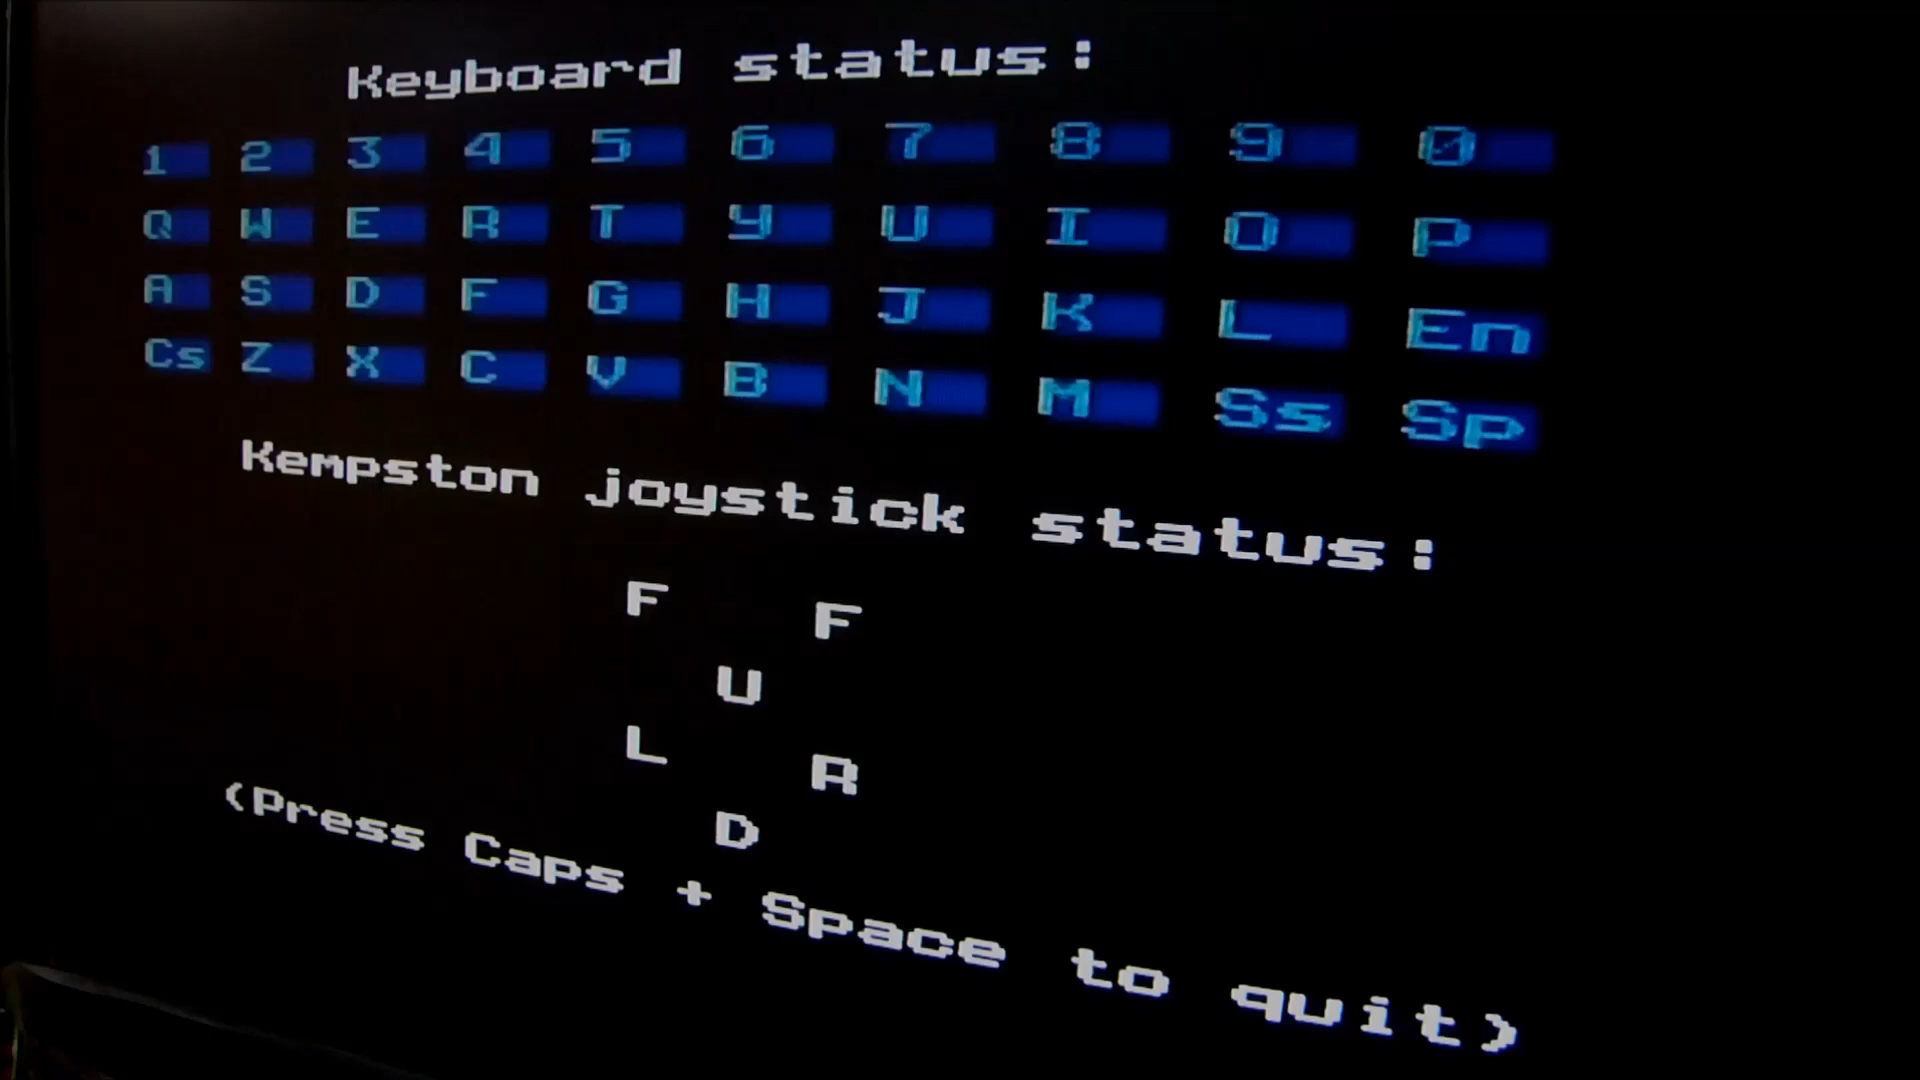 Keyboard status:
1 2 3 4 5 6 7 8 9 0
Q W E R T Y U I O P
A S D F G H J K L En
Cs Z X C V B N M Ss Sp
Kempston joystick status:
F F
U
L R
D
(Press Caps + Space to quit)